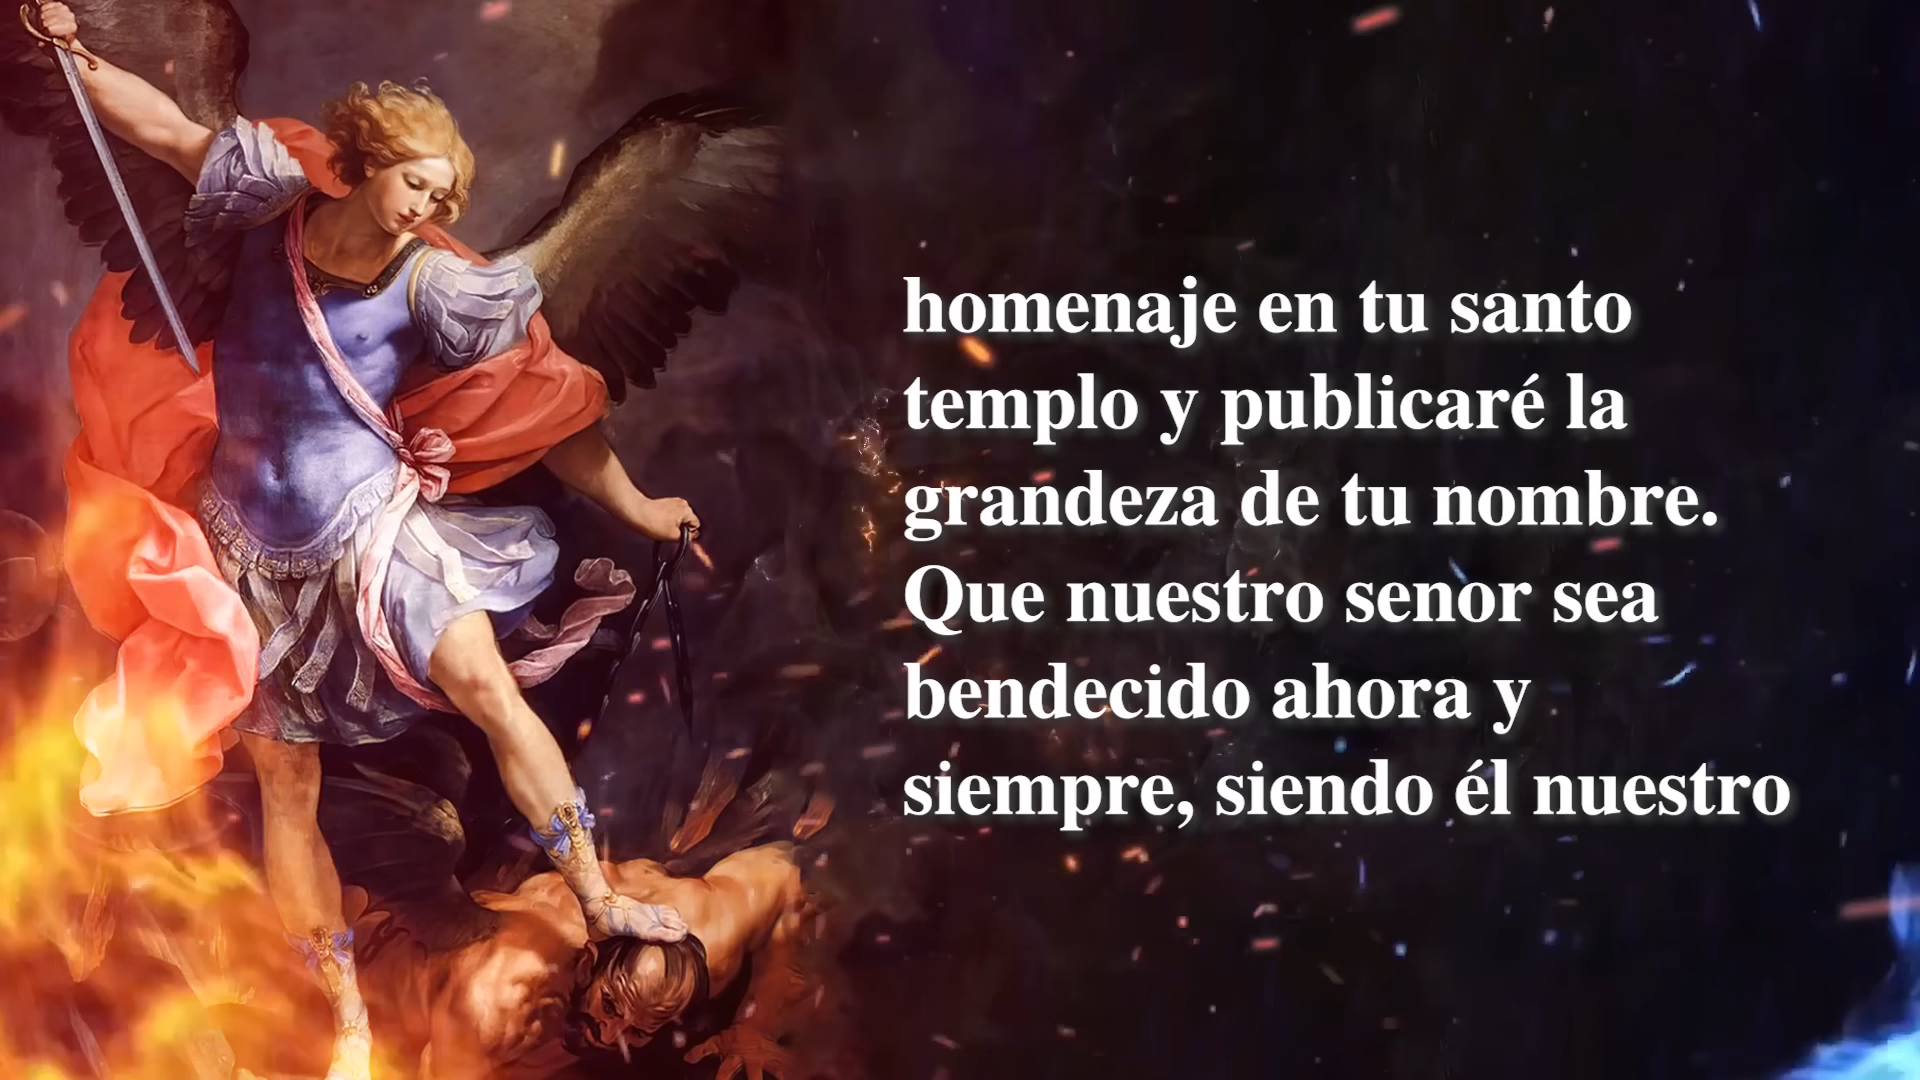 homenaje en tu santo
templo y publicaré la
grandeza de tu nombre.
Que nuestro senor sea
bendecido ahora y
siempre, siendo él nuestro